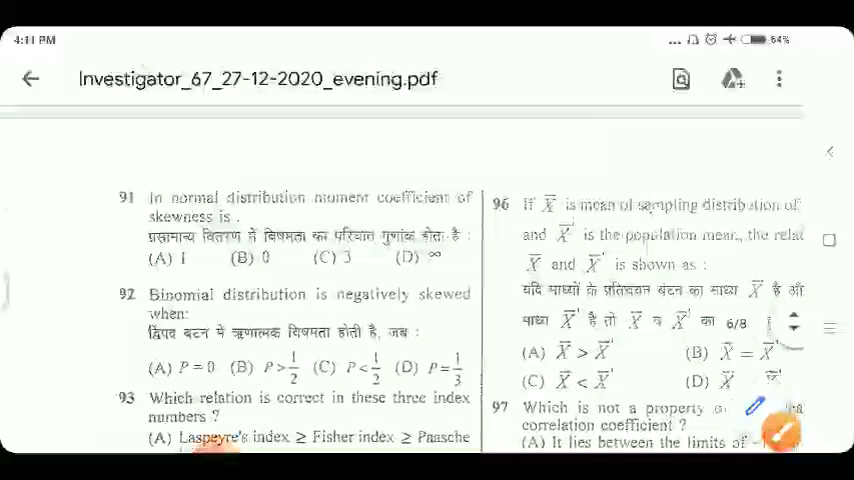 4:11 PM
54%
Investigator_67_27-12-2020_evening.pdf
91 In normal distribution moment coefficient of
skewness is .
प्रसामान्य वितरण में विषमता का परिघात गुणांक होता है :
(A) 1 (B) 0 (C) 3 (D) ∞
92 Binomial distribution is negatively skewed
when:
द्विपद बटन में ऋणात्मक विषमता होती है, जब :
(A) P = 0 (B) P > 1/2 (C) P < 1/2 (D) P = 1/3
93 Which relation is correct in these three index
numbers ?
(A) Laspeyre's index ≥ Fisher index ≥ Paasche
96 If X̅ is mean of sampling distribution of
and X̅' is the population mean, the relat
X̅ and X̅' is shown as :
यदि माध्यों के प्रतिचयन बंटन का माध्य X̅ है औ
माध्य X̅' है तो X̅ व X̅' का 6/8
(A) X̅ > X̅' (B) X̅ = X̅'
(C) X̅ < X̅' (D) X̅ X̅'
97 Which is not a property o
correlation coefficient ?
(A) It lies between the limits of